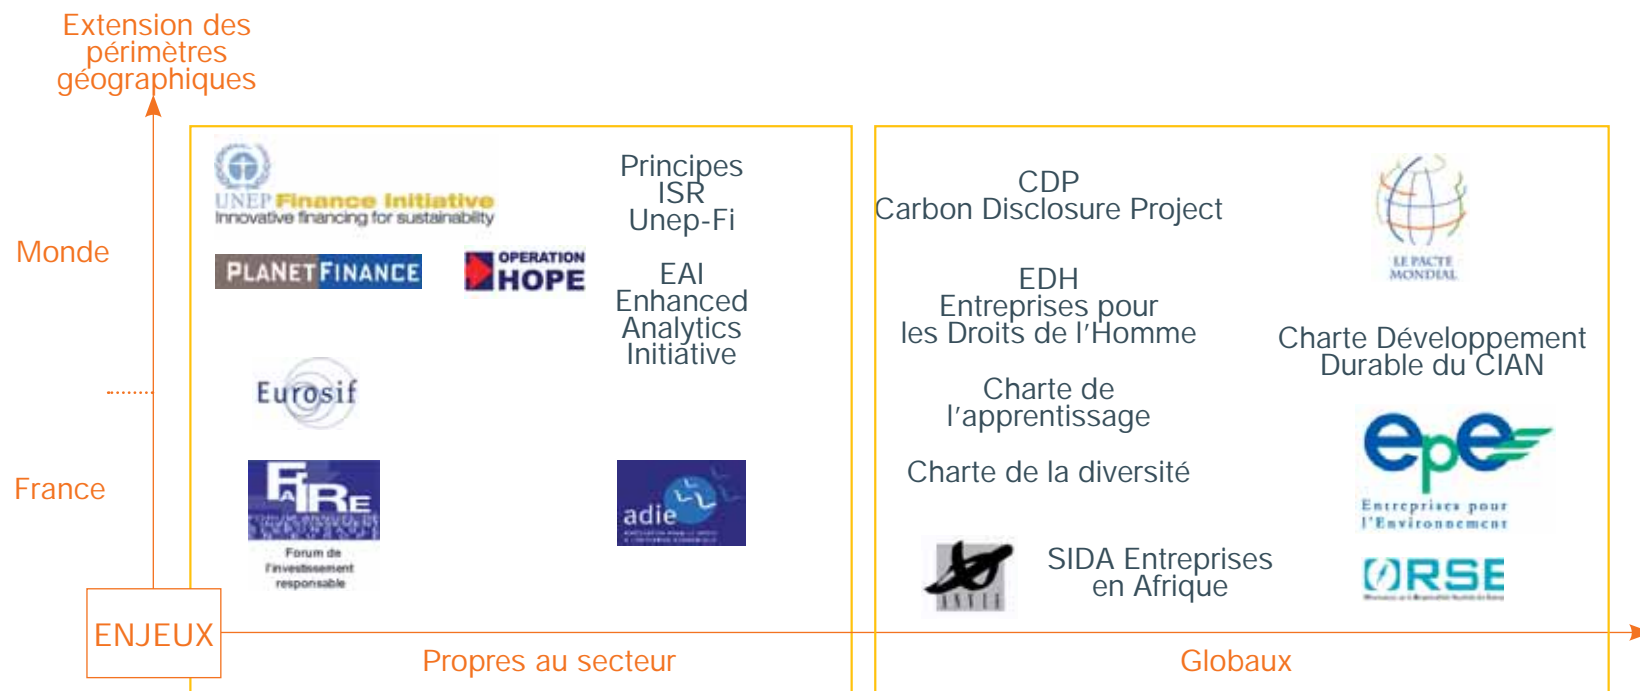 Extension des
périmètres
géographiques
Monde
France
ENJEUX
UNEP Finance Initiative
Innovative financing for sustainability
PLANET FINANCE
OPERATION
HOPE
Principes
ISR
Unep-Fi
EAI
Enhanced
Analytics
Initiative
Eurosif
FAIRE
Forum de
l'investissement
responsable
adie
Propres au secteur
CDP
Carbon Disclosure Project
EDH
Entreprises pour
les Droits de l'Homme
Charte de
l'apprentissage
Charte de la diversité
SIDA Entreprises
en Afrique
LE PACTE
MONDIAL
Charte Développement
Durable du CIAN
epe
Entreprises pour
l'Environnement
ORSE
Globaux